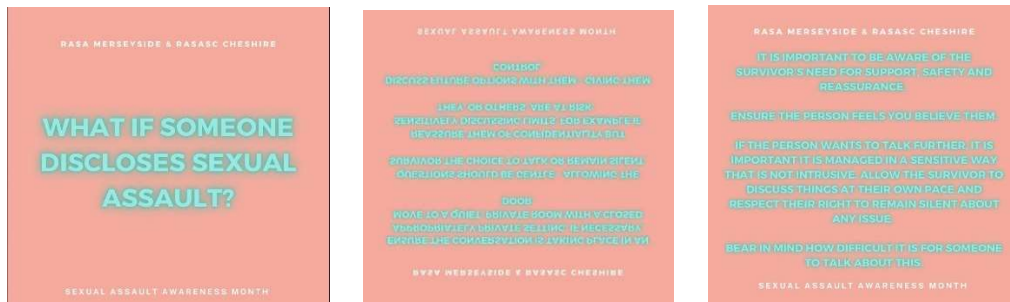 RASA MERSEYSIDE & RASASC CHESHIRE
WHAT IF SOMEONE
DISCLOSES SEXUAL
ASSAULT?
SEXUAL ASSAULT AWARENESS MONTH
RASA MERSEYSIDE & RASASC CHESHIRE
ENSURE THE CONVERSATION IS TAKING PLACE IN AN
APPROPRIATELY PRIVATE SETTING. IF NECESSARY,
MOVE TO A QUIET, PRIVATE ROOM WITH A CLOSED
DOOR.
QUESTIONS SHOULD BE GENTLE - ALLOWING THE
SURVIVOR THE CHOICE TO TALK OR REMAIN SILENT.
REASSURE THEM OF CONFIDENTIALITY BUT
SENSITIVELY DISCUSSING LIMITS, FOR EXAMPLE IF
THEY, OR OTHERS, ARE AT RISK.
DISCUSS FUTURE OPTIONS WITH THEM - GIVING THEM
CONTROL.
SEXUAL ASSAULT AWARENESS MONTH
RASA MERSEYSIDE & RASASC CHESHIRE
IT IS IMPORTANT TO BE AWARE OF THE
SURVIVOR'S NEED FOR SUPPORT, SAFETY AND
REASSURANCE.
ENSURE THE PERSON FEELS YOU BELIEVE THEM.
IF THE PERSON WANTS TO TALK FURTHER, IT IS
IMPORTANT IT IS MANAGED IN A SENSITIVE WAY
THAT IS NOT INTRUSIVE. ALLOW THE SURVIVOR TO
DISCUSS THINGS AT THEIR OWN PACE AND
RESPECT THEIR RIGHT TO REMAIN SILENT ABOUT
ANY ISSUE.
BEAR IN MIND HOW DIFFICULT IT IS FOR SOMEONE
TO TALK ABOUT THIS.
SEXUAL ASSAULT AWARENESS MONTH